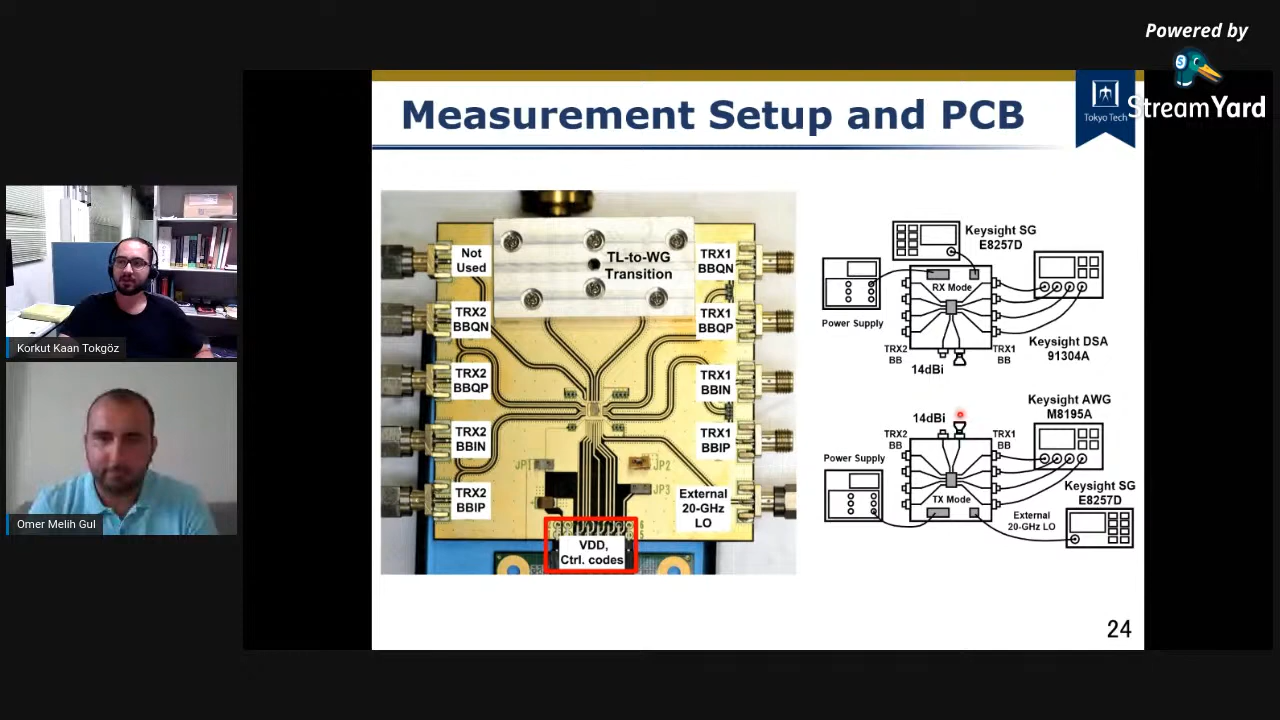 Powered by
StreamYard
Measurement Setup and PCB
Tokyo Tech
Korkut Kaan Tokgöz
Omer Melih Gul
Not
Used
TRX2
BBQN
TRX2
BBQP
TRX2
BBIN
TRX2
BBIP
TL-to-WG
Transition
TRX1
BBQN
TRX1
BBQP
TRX1
BBIN
TRX1
BBIP
JP1
JP2
JP3
External
20-GHz
LO
VDD,
Ctrl. codes
Keysight SG
E8257D
RX Mode
Power Supply
TRX2
BB
TRX1
BB
14dBi
Keysight DSA
91304A
Keysight AWG
M8195A
14dBi
TRX2
BB
TRX1
BB
Power Supply
TX Mode
Keysight SG
E8257D
External
20-GHz LO
24